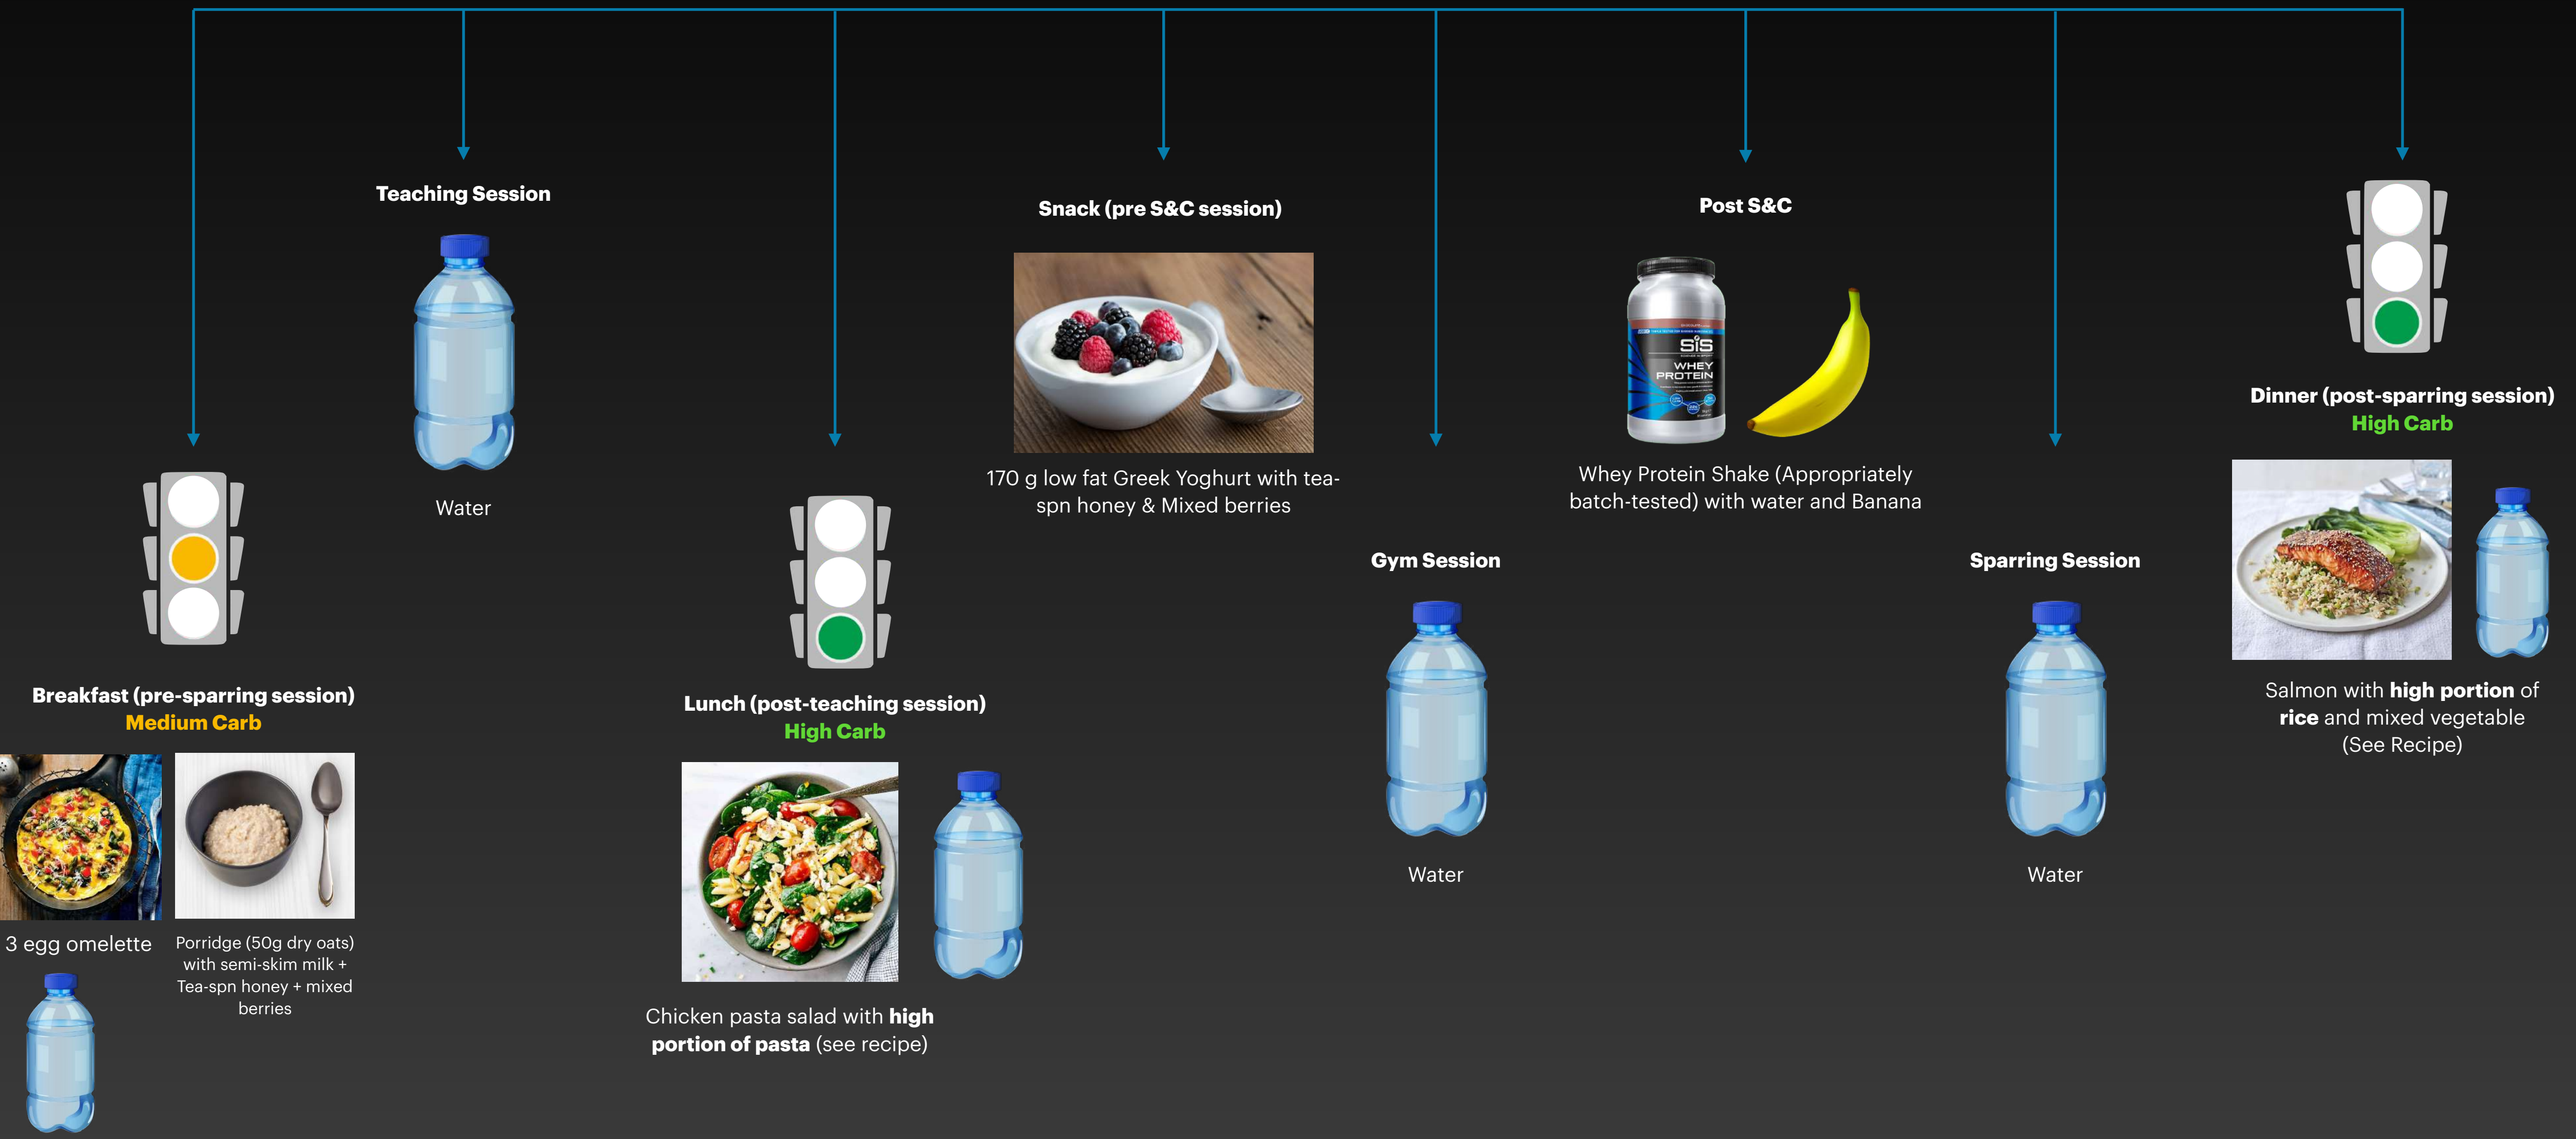 Teaching Session
Water
Snack (pre S&C session)
170 g low fat Greek Yoghurt with tea-
spn honey & Mixed berries
Post S&C
SiS
WHEY
PROTEIN
Whey Protein Shake (Appropriately
batch-tested) with water and Banana
Dinner (post-sparring session)
High Carb
Salmon with high portion of
rice and mixed vegetable
(See Recipe)
Breakfast (pre-sparring session)
Medium Carb
3 egg omelette
Porridge (50g dry oats)
with semi-skim milk +
Tea-spn honey + mixed
berries
Lunch (post-teaching session)
High Carb
Chicken pasta salad with high
portion of pasta (see recipe)
Gym Session
Water
Sparring Session
Water